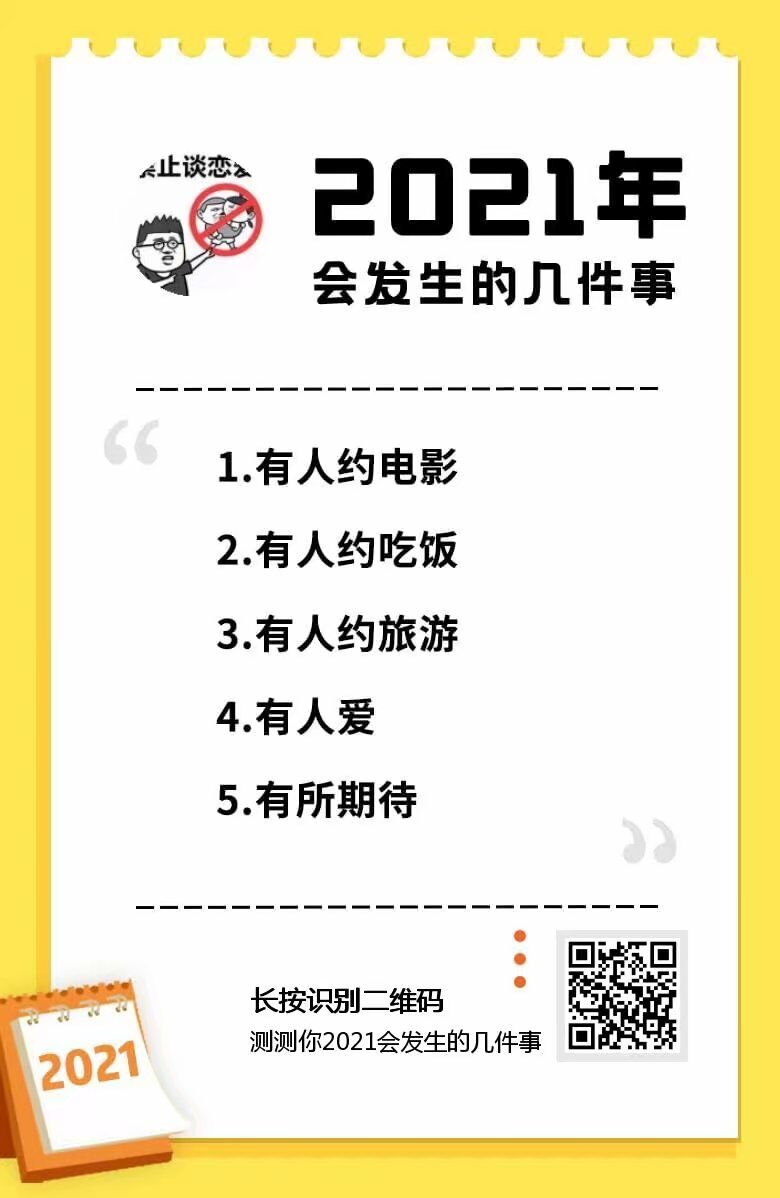 禁止谈恋爱
2021年
会发生的几件事
“
1.有人约电影
2.有人约吃饭
3.有人约旅游
4.有人爱
5.有所期待
”
长按识别二维码
测测你2021会发生的几件事
2021